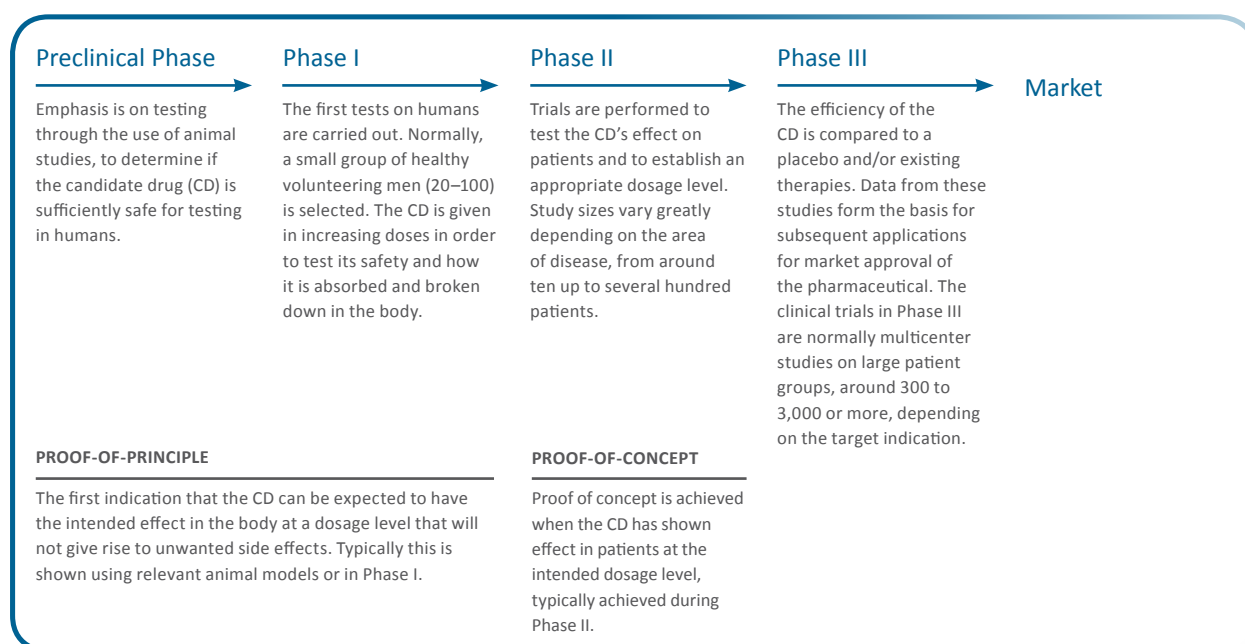 Preclinical Phase
Emphasis is on testing
through the use of animal
studies, to determine if
the candidate drug (CD) is
sufficiently safe for testing
in humans.
Phase I
The first tests on humans
are carried out. Normally,
a small group of healthy
volunteering men (20–100)
is selected. The CD is given
in increasing doses in order
to test its safety and how
it is absorbed and broken
down in the body.
Phase II
Trials are performed to
test the CD's effect on
patients and to establish an
appropriate dosage level.
Study sizes vary greatly
depending on the area
of disease, from around
ten up to several hundred
patients.
Phase III
The efficiency of the
CD is compared to a
placebo and/or existing
therapies. Data from these
studies form the basis for
subsequent applications
for market approval of
the pharmaceutical. The
clinical trials in Phase III
are normally multicenter
studies on large patient
groups, around 300 to
3,000 or more, depending
on the target indication.
Market
PROOF-OF-PRINCIPLE
The first indication that the CD can be expected to have
the intended effect in the body at a dosage level that will
not give rise to unwanted side effects. Typically this is
shown using relevant animal models or in Phase I.
PROOF-OF-CONCEPT
Proof of concept is achieved
when the CD has shown
effect in patients at the
intended dosage level,
typically achieved during
Phase II.